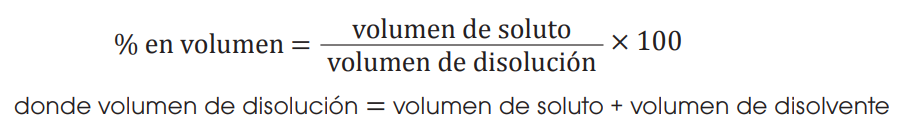 % en volumen = volumen de soluto / volumen de disolución × 100
donde volumen de disolución = volumen de soluto + volumen de disolvente